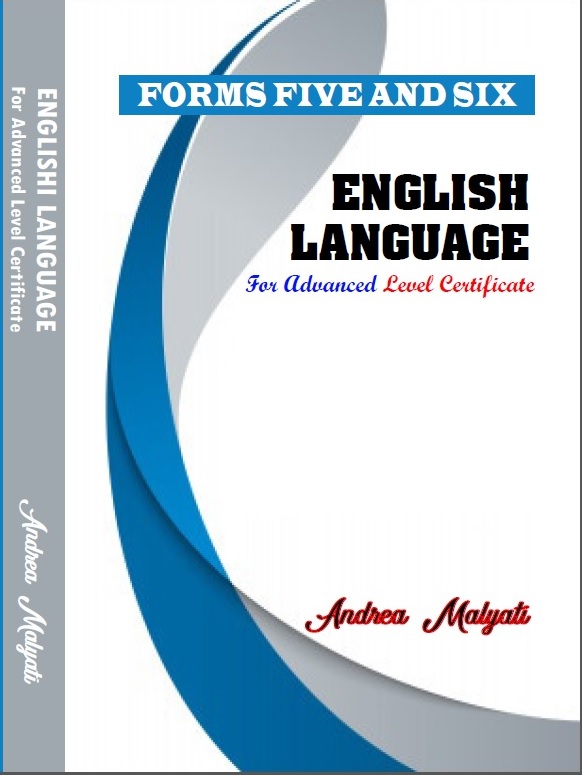 FORMS FIVE AND SIX
ENGLISH
LANGUAGE
For Advanced Level Certificate
Andrea Malyati
ENGLISHI LANGUAGE
For Advanced Level Certificate
Andrea Malyati